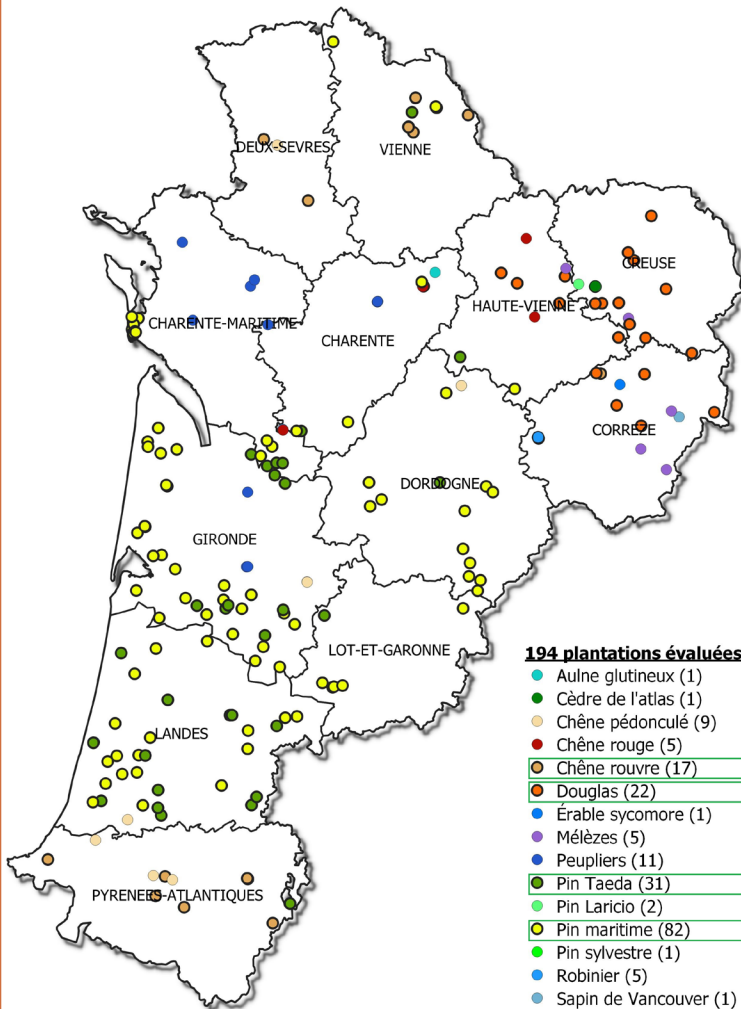 DEUX-SEVRES
VIENNE
CREUSE
HAUTE-VIENNE
CHARENTE-MARITIME
CHARENTE
CORREZE
DORDOGNE
GIRONDE
LOT-ET-GARONNE
LANDES
PYRENEES-ATLANTIQUES
194 plantations évaluées
Aulne glutineux (1)
Cèdre de l'atlas (1)
Chêne pédonculé (9)
Chêne rouge (5)
Chêne rouvre (17)
Douglas (22)
Érable sycomore (1)
Mélèzes (5)
Peupliers (11)
Pin Taeda (31)
Pin Laricio (2)
Pin maritime (82)
Pin sylvestre (1)
Robinier (5)
Sapin de Vancouver (1)